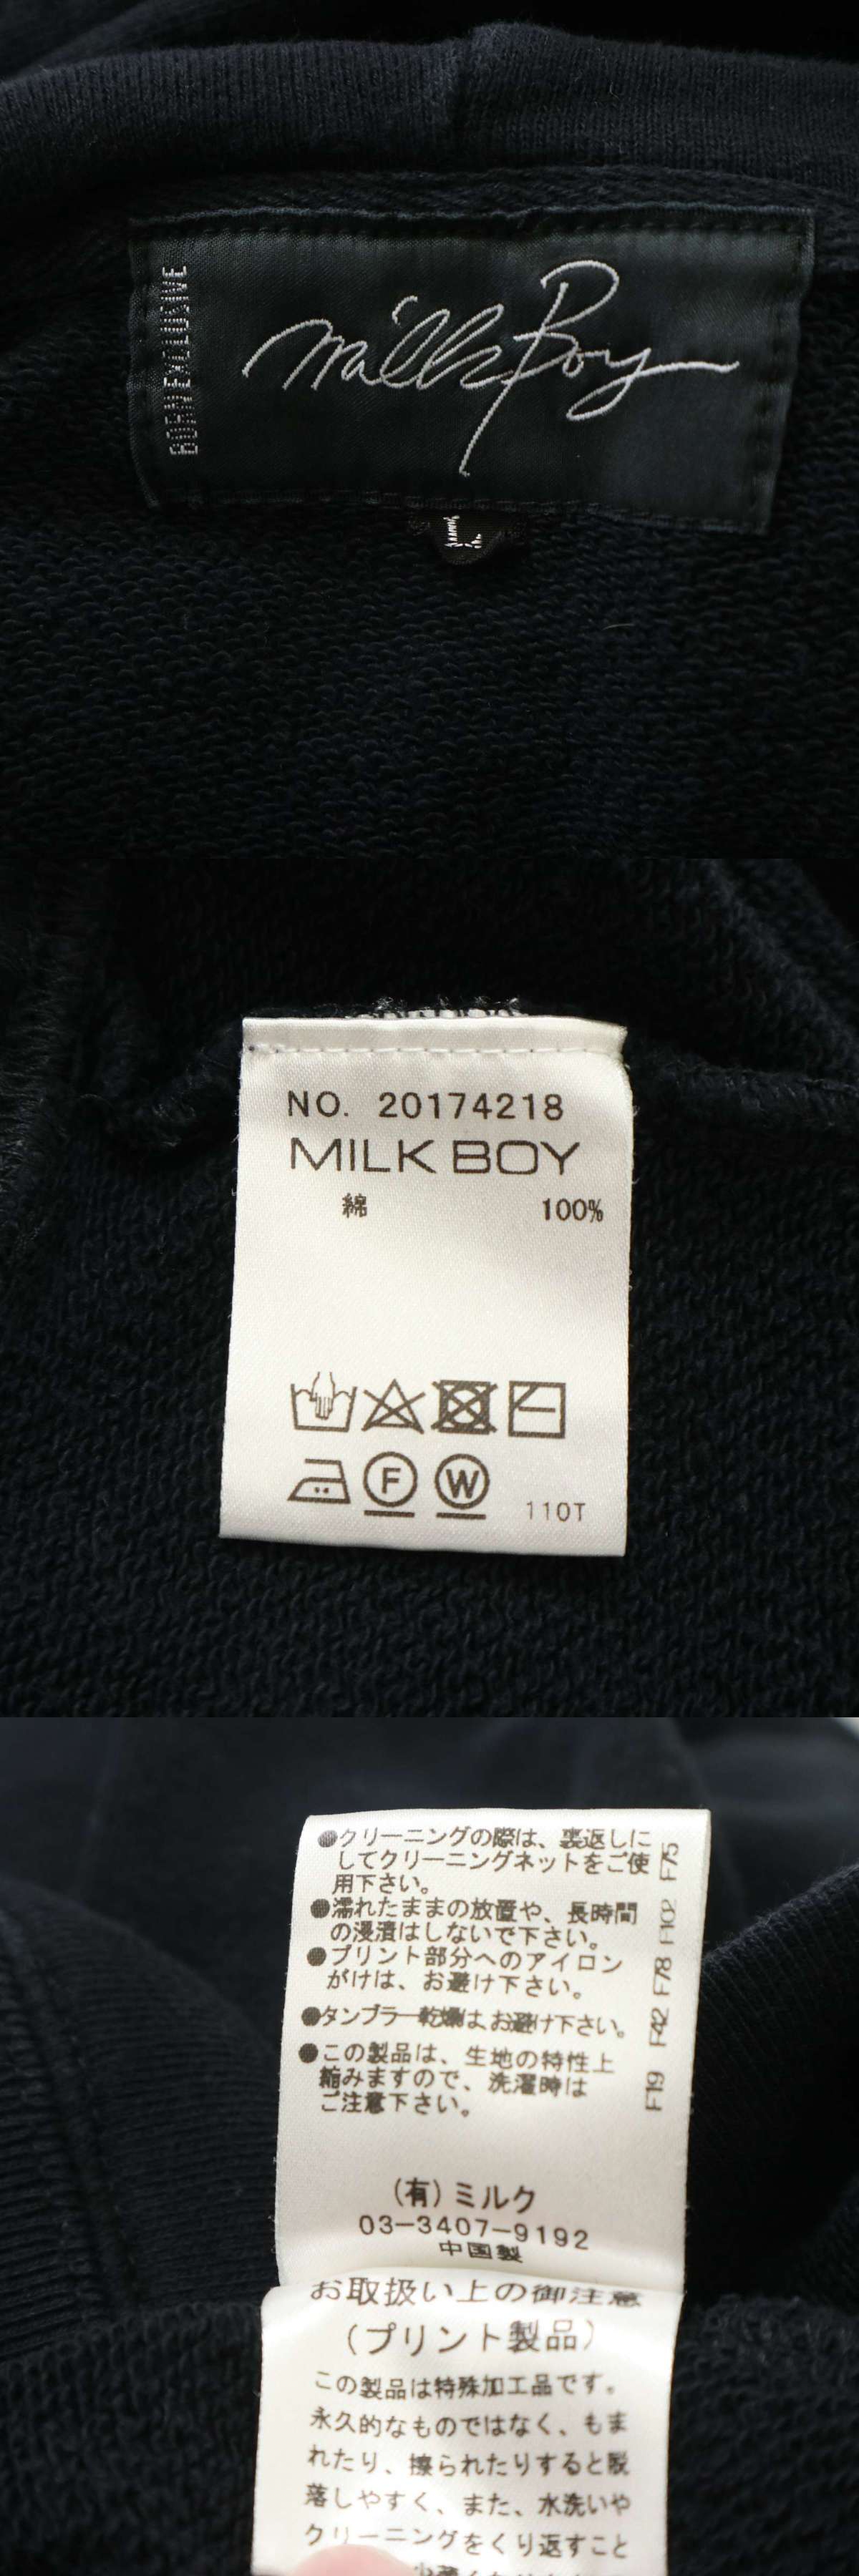 BORN EXCLUSIVE
milk Boy
L
NO. 20174218
MILK BOY
綿 100%
F
W
110T
●クリーニングの際は、裏返しに
してクリーニングネットをご使
用下さい。
●濡れたままの放置や、長時間
の浸漬はしないで下さい。
●プリント部分へのアイロン
がけは、お避け下さい。
●タンブラー乾燥は、お避け下さい。
●この製品は、生地の特性上
縮みますので、洗濯時は
ご注意下さい。
F19 F42 F78 F102 F75
(有)ミルク
03-3407-9192
中国製
お取扱い上の御注意
(プリント製品)
この製品は特殊加工品です。
永久的なものではなく、もま
れたり、擦られたりすると脱
落しやすく、また、水洗いや
クリーニングをくり返すこと